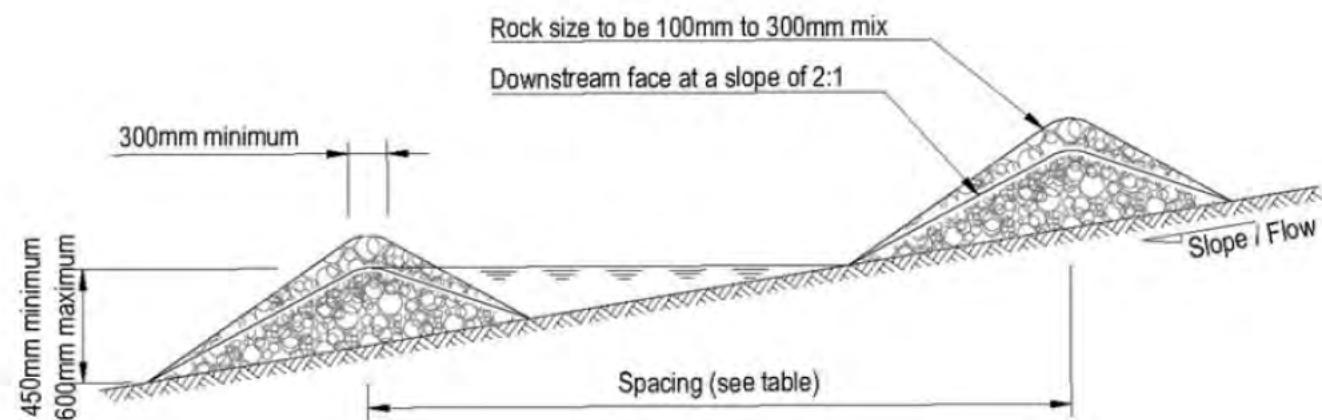 Rock size to be 100mm to 300mm mix
Downstream face at a slope of 2:1
300mm minimum
450mm minimum
600mm maximum
Slope / Flow
Spacing (see table)